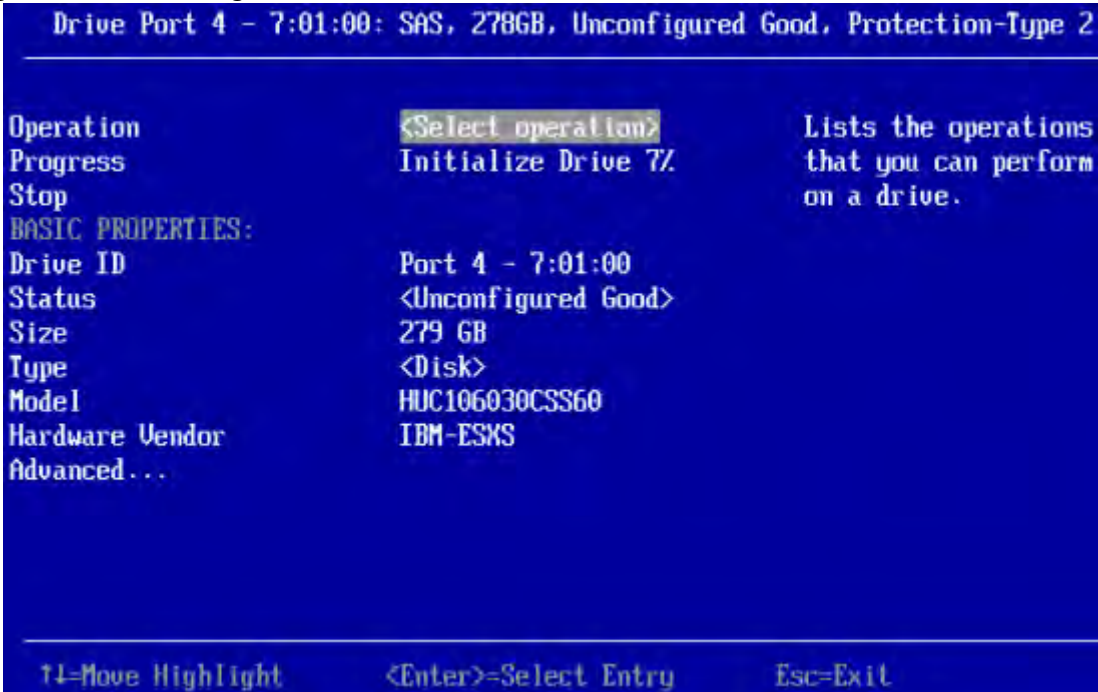 Drive Port 4 - 7:01:00: SAS, 278GB, Unconfigured Good, Protection-Type 2
Operation <Select operation> Lists the operations
Progress Initialize Drive 7% that you can perform
Stop on a drive.
BASIC PROPERTIES:
Drive ID Port 4 - 7:01:00
Status <Unconfigured Good>
Size 279 GB
Type <Disk>
Model HUC106030CSS60
Hardware Vendor IBM-ESXS
Advanced...
↑↓=Move Highlight <Enter>=Select Entry Esc=Exit